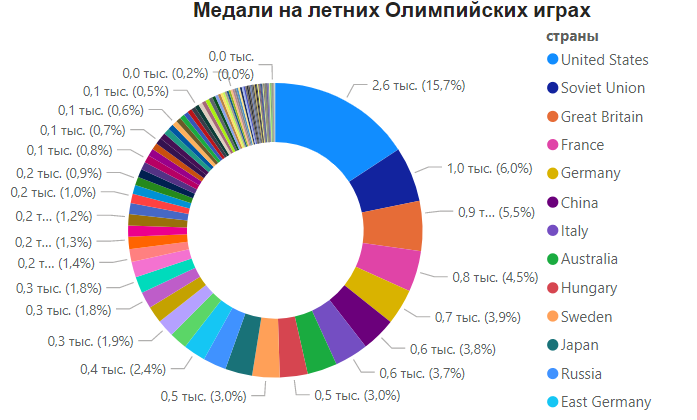 Медали на летних Олимпийских играх
страны
United States
Soviet Union
Great Britain
France
Germany
China
Italy
Australia
Hungary
Sweden
Japan
Russia
East Germany
2,6 тыс. (15,7%)
1,0 тыс. (6,0%)
0,9 т... (5,5%)
0,8 тыс. (4,5%)
0,7 тыс. (3,9%)
0,6 тыс. (3,8%)
0,6 тыс. (3,7%)
0,5 тыс. (3,0%)
0,5 тыс. (3,0%)
0,4 тыс. (2,4%)
0,3 тыс. (1,9%)
0,3 тыс. (1,8%)
0,3 тыс. (1,8%)
0,2 т... (1,4%)
0,2 т... (1,3%)
0,2 т... (1,2%)
0,2 тыс. (1,0%)
0,2 тыс. (0,9%)
0,1 тыс. (0,8%)
0,1 тыс. (0,7%)
0,1 тыс. (0,6%)
0,1 тыс. (0,5%)
0,0 тыс. (0,2%)
0,0 тыс.
(0,0%)